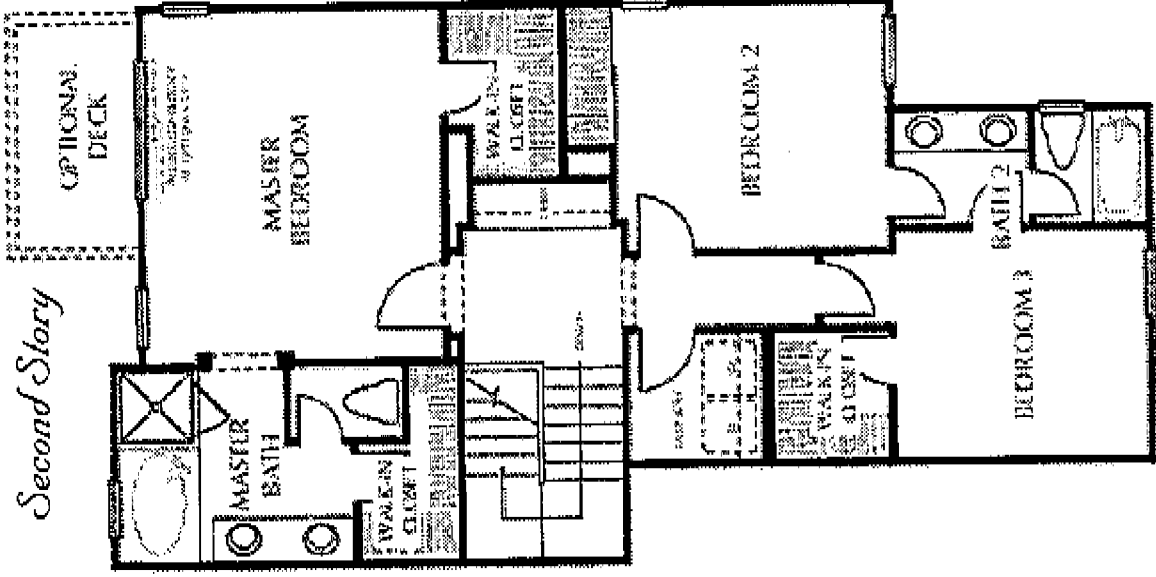 Second Story
OPTIONAL
DECK
MASTER
BEDROOM
WALK-IN
CLOSET
BEDROOM 2
BATH 2
BEDROOM 3
WALK-IN
CLOSET
MASTER
BATH
WALK-IN
CLOSET
DOWN